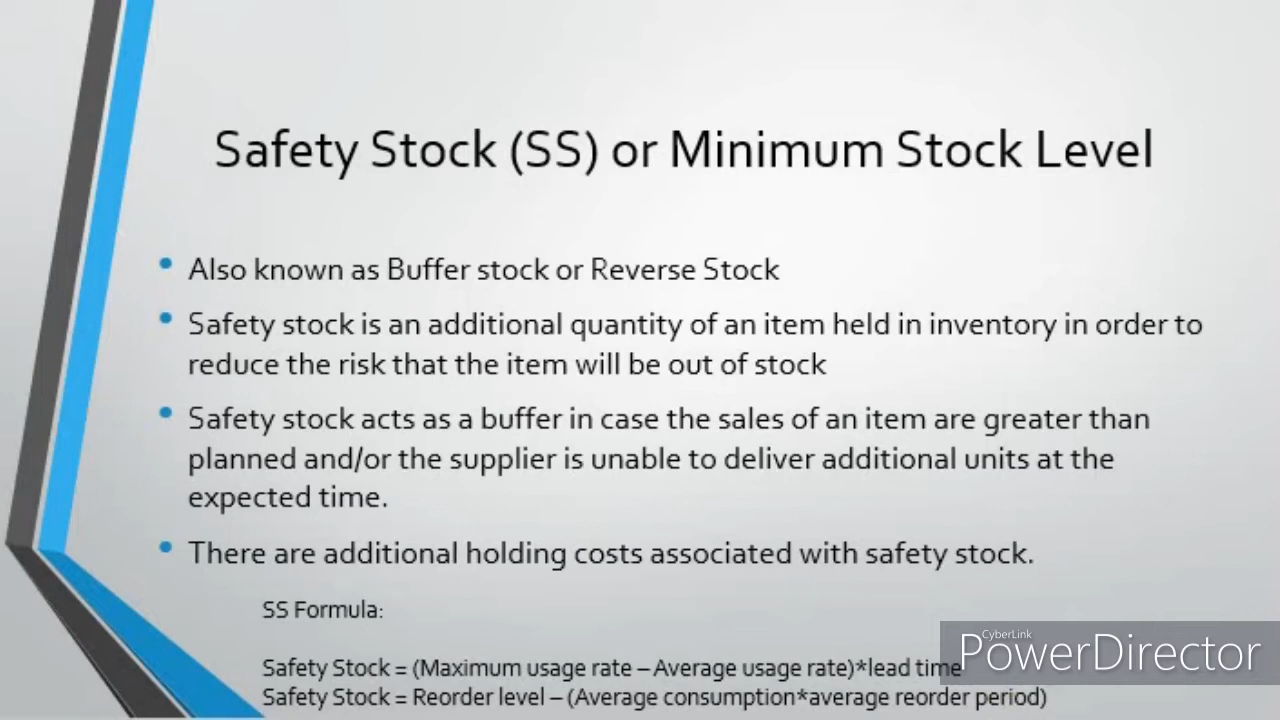 Safety Stock (SS) or Minimum Stock Level
• Also known as Buffer stock or Reverse Stock
• Safety stock is an additional quantity of an item held in inventory in order to
reduce the risk that the item will be out of stock
• Safety stock acts as a buffer in case the sales of an item are greater than
planned and/or the supplier is unable to deliver additional units at the
expected time.
• There are additional holding costs associated with safety stock.
SS Formula:
Safety Stock = (Maximum usage rate – Average usage rate)*lead time
Safety Stock = Reorder level – (Average consumption*average reorder period)
CyberLink
PowerDirector